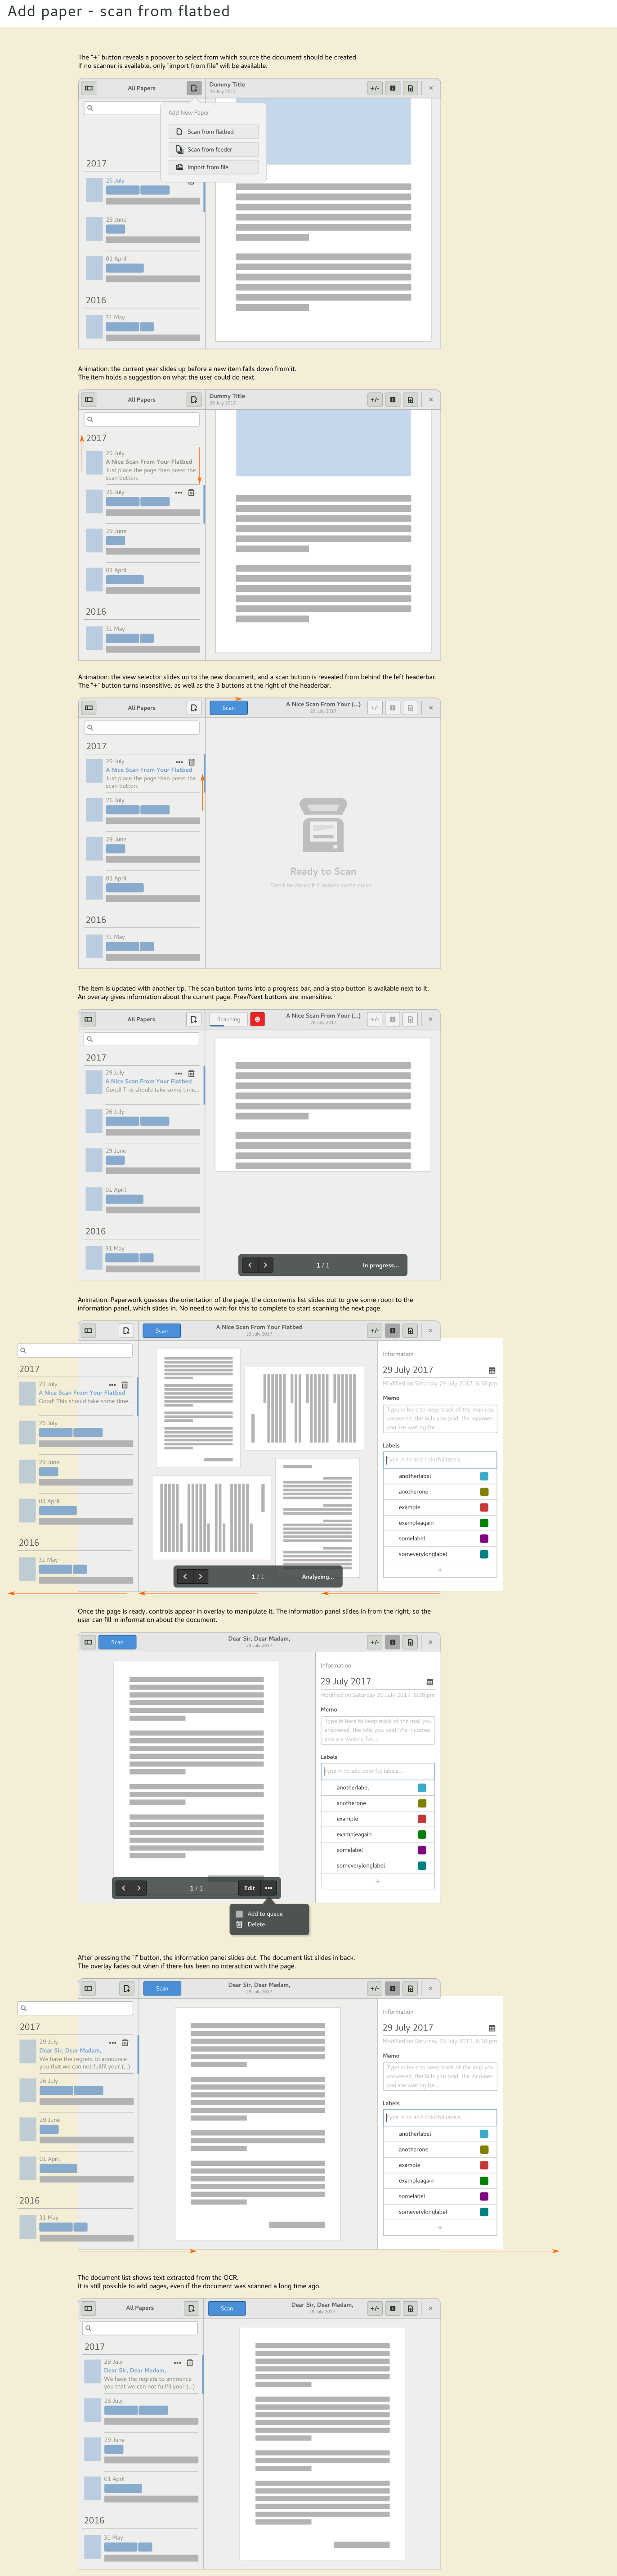 Add paper - scan from flatbed
The "+" button reveals a popover to select from which source the document should be created.
If no scanner is available, only "import from file" will be available.
All Papers
Dummy Title
26 July 2017
+/-
Add New Paper
Scan from flatbed
Scan from feeder
Import from file
2017
26 July
29 June
01 April
2016
31 May
Animation: the current year slides up before a new item falls down from it.
The item holds a suggestion on what the user could do next.
All Papers
Dummy Title
26 July 2017
+/-
2017
29 July
A Nice Scan From Your Flatbed
Just place the page then press the
scan button.
26 July
29 June
01 April
2016
31 May
Animation: the view selector slides up to the new document, and a scan button is revealed from behind the left headerbar.
The "+" button turns insensitive, as well as the 3 buttons at the right of the headerbar.
All Papers
Scan
A Nice Scan From Your (...)
29 July 2017
+/-
2017
29 July
A Nice Scan From Your Flatbed
Just place the page then press the
scan button.
26 July
29 June
01 April
2016
31 May
Ready to Scan
Don't be afraid if it makes some noise...
The item is updated with another tip. The scan button turns into a progress bar, and a stop button is available next to it.
An overlay gives information about the current page. Prev/Next buttons are insensitive.
All Papers
Scanning
A Nice Scan From Your (...)
29 July 2017
+/-
2017
29 July
A Nice Scan From Your Flatbed
Good! This should take some time...
26 July
29 June
01 April
2016
31 May
1 / 1
In progress...
Animation: Paperwork guesses the orientation of the page, the documents list slides out to give some room to the
information panel, which slides in. No need to wait for this to complete to start scanning the next page.
Scan
A Nice Scan From Your Flatbed
29 July 2017
+/-
2017
29 July
A Nice Scan From Your Flatbed
Good! This should take some time...
26 July
29 June
01 April
2016
31 May
1 / 1
Analyzing...
Information
29 July 2017
Modified on Saturday 29 July 2017, 6:38 pm
Memo
Type in here to keep track of the mail you
answered, the bills you paid, the incomes
you are waiting for...
Labels
Type in to add colorful labels...
anotherlabel
anotherone
example
exampleagain
somelabel
someverylonglabel
+
Once the page is ready, controls appear in overlay to manipulate it. The information panel slides in from the right, so the
user can fill in information about the document.
Scan
Dear Sir, Dear Madam,
29 July 2017
+/-
1 / 1
Edit
Add to queue
Delete
Information
29 July 2017
Modified on Saturday 29 July 2017, 6:38 pm
Memo
Type in here to keep track of the mail you
answered, the bills you paid, the incomes
you are waiting for...
Labels
Type in to add colorful labels...
anotherlabel
anotherone
example
exampleagain
somelabel
someverylonglabel
+
After pressing the "i" button, the information panel slides out. The document list slides in back.
The overlay fades out when if there has been no interaction with the page.
Scan
Dear Sir, Dear Madam,
29 July 2017
+/-
2017
29 July
Dear Sir, Dear Madam,
We have the regrets to announce
you that we can not fullfil your (...)
26 July
29 June
01 April
2016
31 May
Information
29 July 2017
Modified on Saturday 29 July 2017, 6:38 pm
Memo
Type in here to keep track of the mail you
answered, the bills you paid, the incomes
you are waiting for...
Labels
Type in to add colorful labels...
anotherlabel
anotherone
example
exampleagain
somelabel
someverylonglabel
+
The document list shows text extracted from the OCR.
It is still possible to add pages, even if the document was scanned a long time ago.
All Papers
Scan
Dear Sir, Dear Madam,
29 July 2017
+/-
2017
29 July
Dear Sir, Dear Madam,
We have the regrets to announce
you that we can not fullfil your (...)
26 July
29 June
01 April
2016
31 May